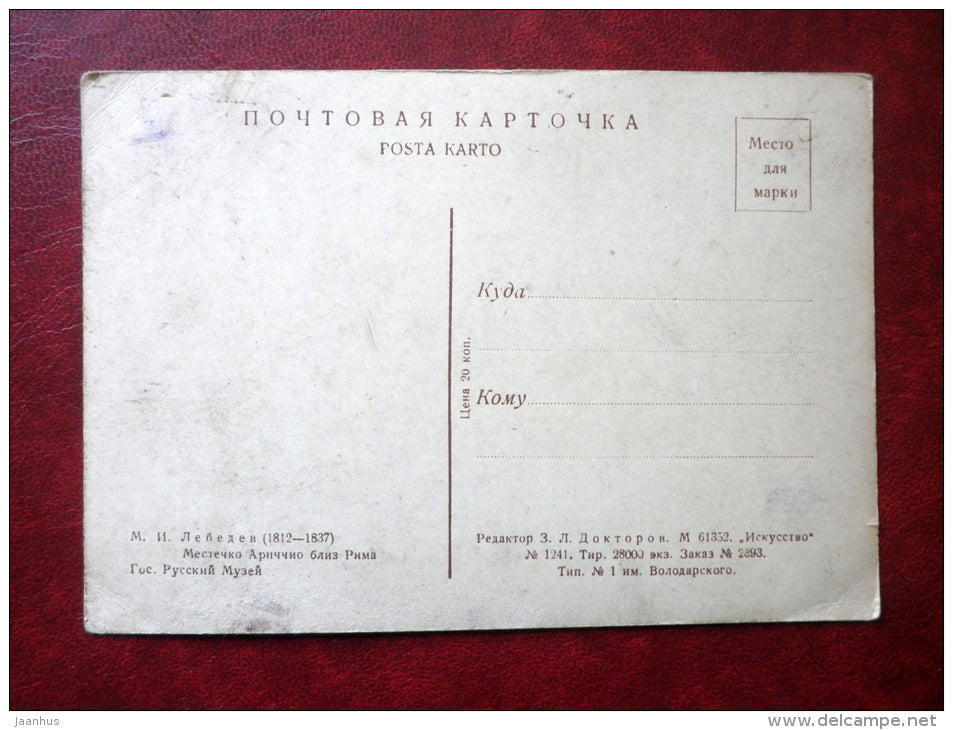 ПОЧТОВАЯ КАРТОЧКА
POSTA KARTO
Место
для
марки
Куда
Кому
Цена 20 коп.
М. И. Лебедев (1812—1837)
Местечко Ариччио близ Рима
Гос. Русский Музей
Редактор З. Л. Докторов. М 61352. „Искусство“
№ 1241. Тир. 28000 экз. Заказ № 2893.
Тип. № 1 им. Володарского.
jaanhus
www.delcampe.net